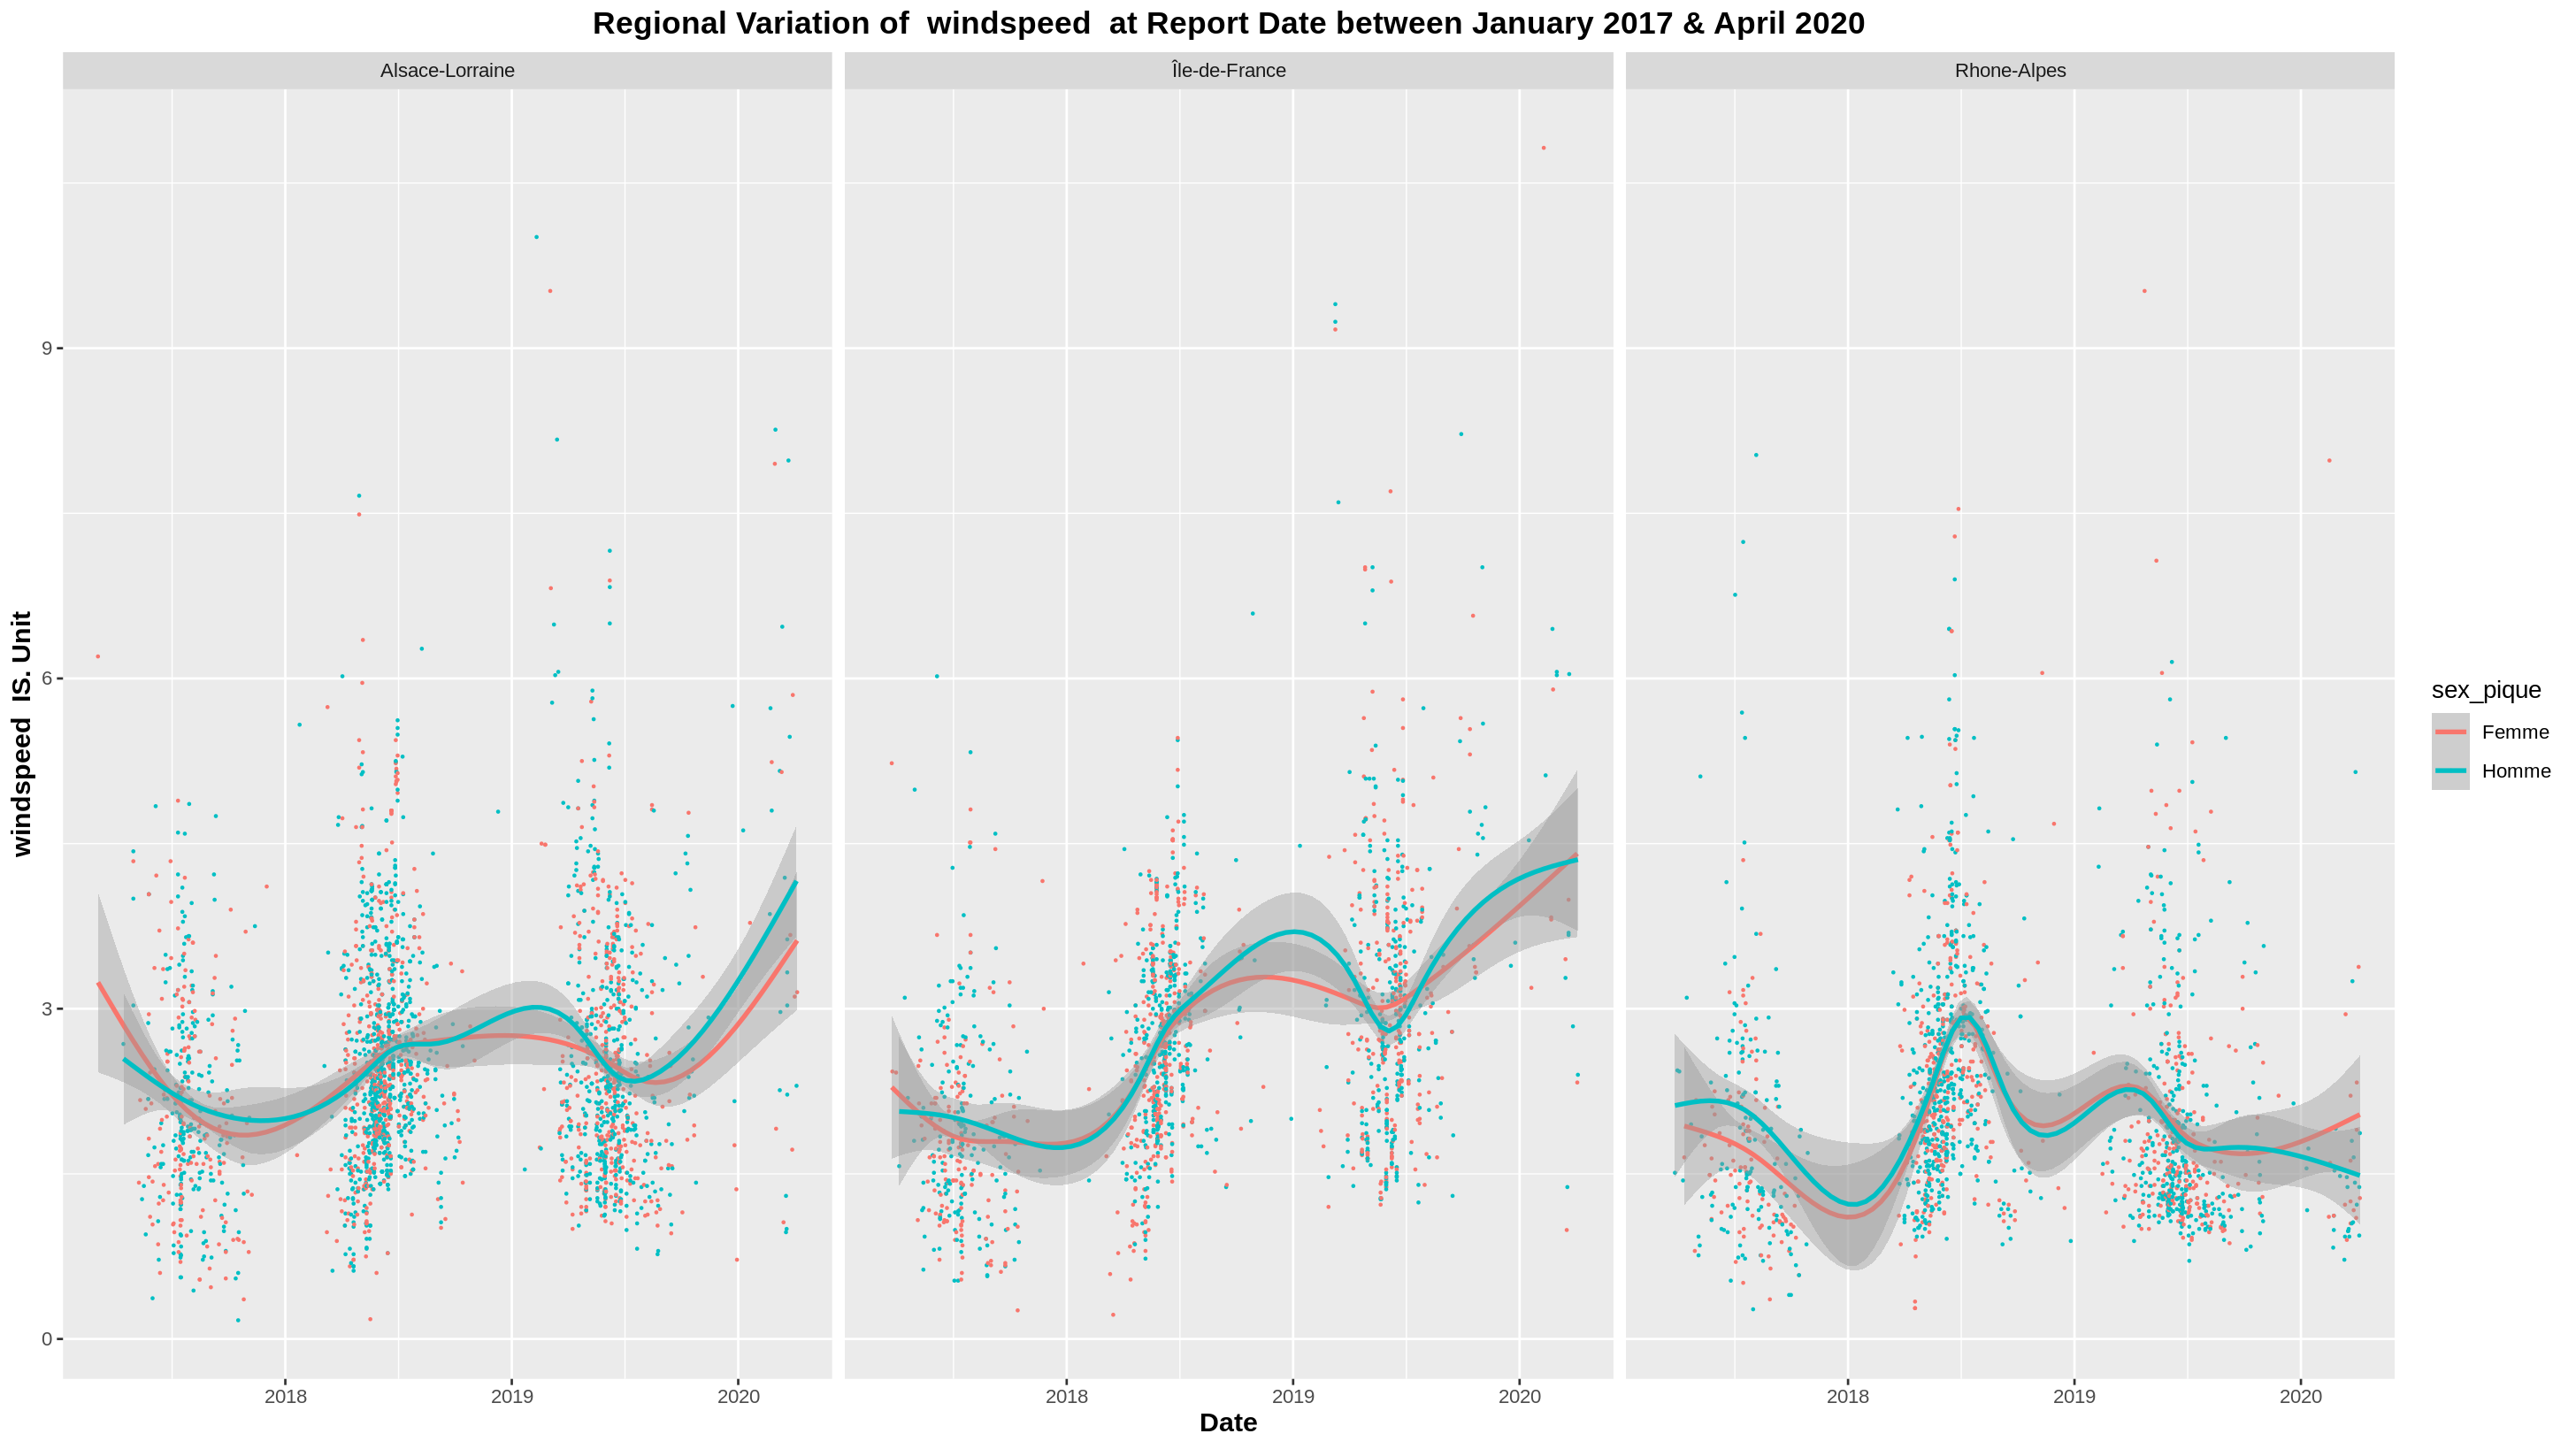 Regional Variation of  windspeed  at Report Date between January 2017 & April 2020
Alsace-Lorraine
Île-de-France
Rhone-Alpes
windspeed  IS. Unit
9
6
3
0
2018
2019
2020
2018
2019
2020
2018
2019
2020
Date
sex_pique
Femme
Homme